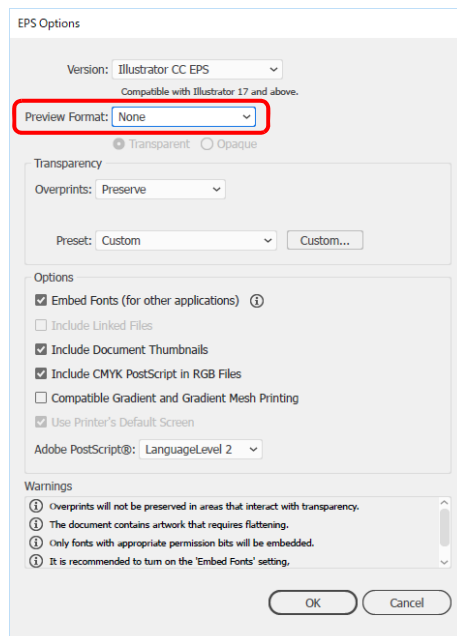 EPS Options
Version: Illustrator CC EPS
Compatible with Illustrator 17 and above.
Preview Format: None
Transparent Opaque
Transparency
Overprints: Preserve
Preset: Custom Custom...
Options
Embed Fonts (for other applications)
Include Linked Files
Include Document Thumbnails
Include CMYK PostScript in RGB Files
Compatible Gradient and Gradient Mesh Printing
Use Printer's Default Screen
Adobe PostScript®: LanguageLevel 2
Warnings
Overprints will not be preserved in areas that interact with transparency.
The document contains artwork that requires flattening.
Only fonts with appropriate permission bits will be embedded.
It is recommended to turn on the 'Embed Fonts' setting,
OK Cancel